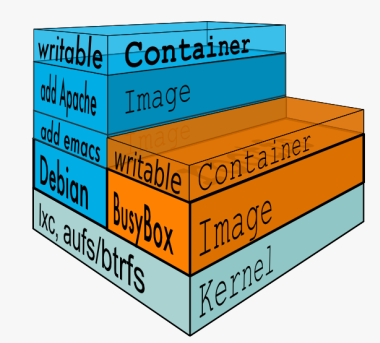 writable Container
add Apache Image
add emacs Image
writable Container
Debian
BusyBox Image
lxc, aufs/btrfs Kernel